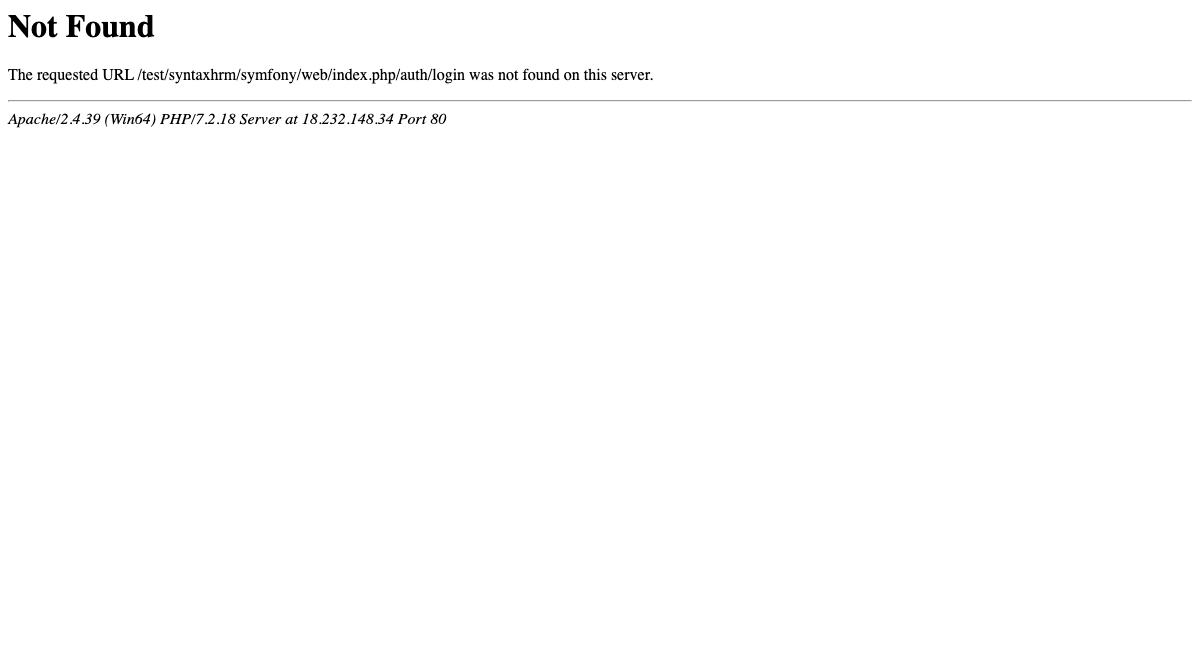 Not Found
The requested URL /test/syntaxhrm/symfony/web/index.php/auth/login was not found on this server.
Apache/2.4.39 (Win64) PHP/7.2.18 Server at 18.232.148.34 Port 80